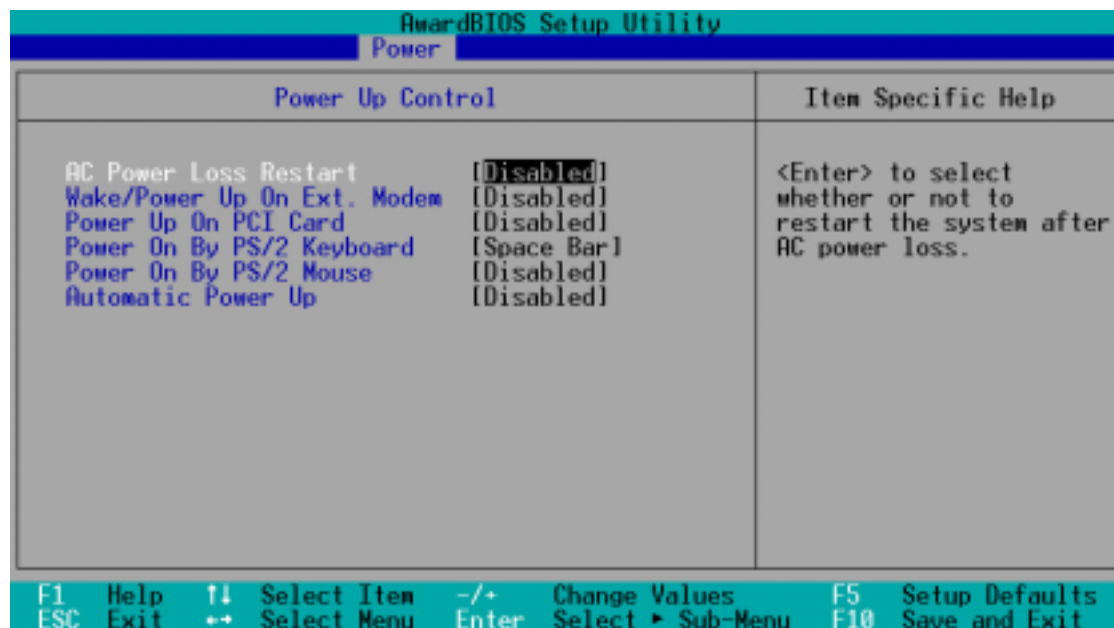 AwardBIOS Setup Utility
Power
Power Up Control
Item Specific Help
AC Power Loss Restart [Disabled]
Wake/Power Up On Ext. Modem [Disabled]
Power Up On PCI Card [Disabled]
Power On By PS/2 Keyboard [Space Bar]
Power On By PS/2 Mouse [Disabled]
Automatic Power Up [Disabled]
<Enter> to select
whether or not to
restart the system after
AC power loss.
F1 Help ↑↓ Select Item -/+ Change Values F5 Setup Defaults
ESC Exit ←→ Select Menu Enter Select ► Sub-Menu F10 Save and Exit